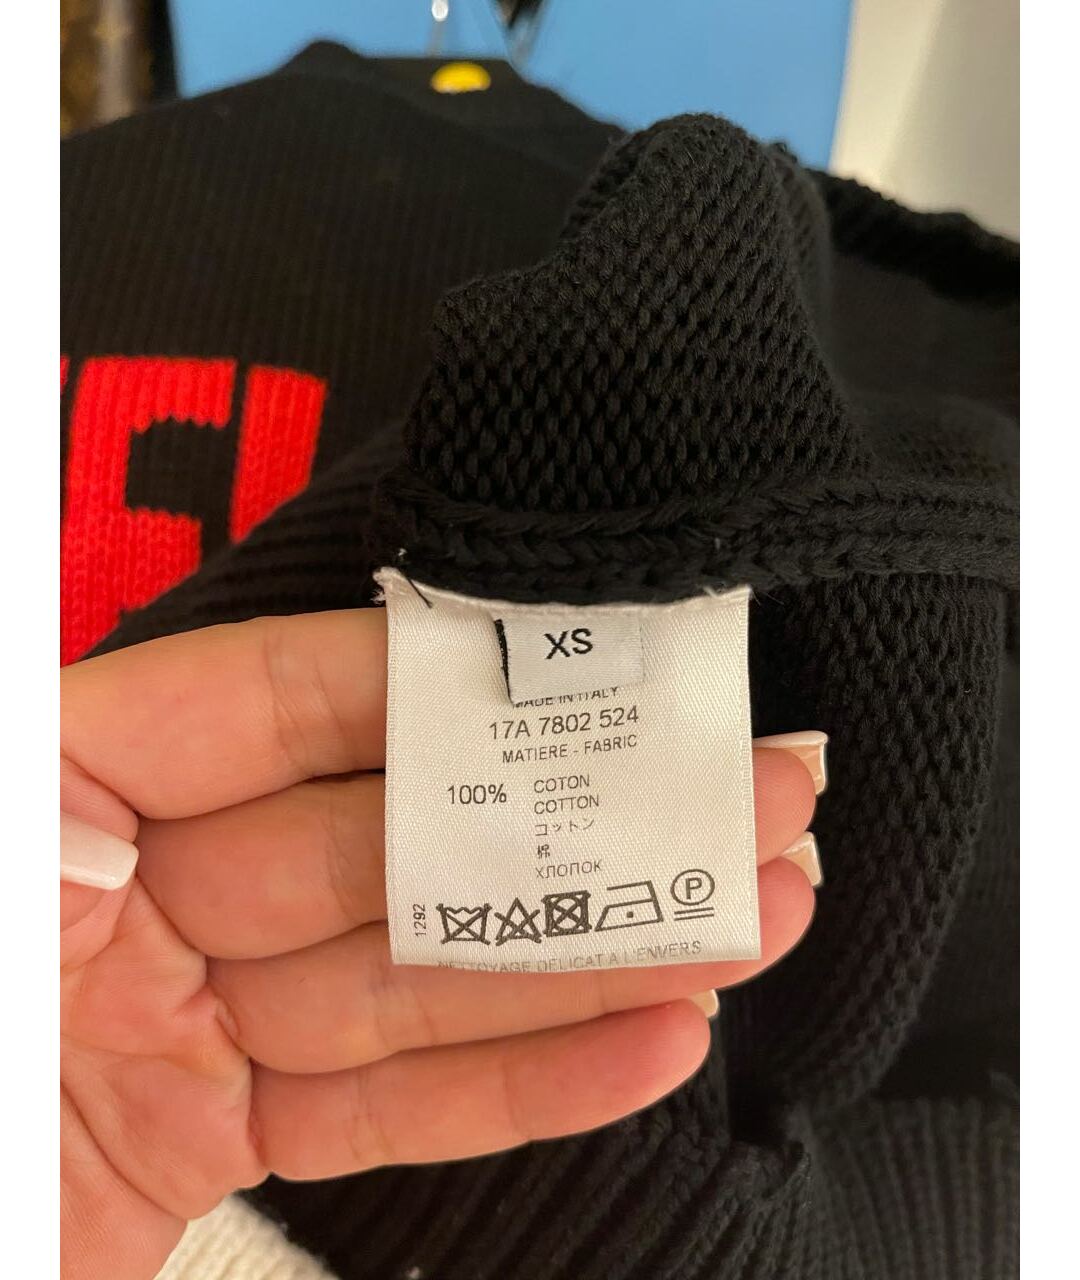 XS
MADE IN ITALY
17A 7802 524
MATIERE - FABRIC
100% COTON
COTTON
コットン
棉
ХЛОПОК
1292
P
NETTOYAGE DELICAT A L'ENVERS